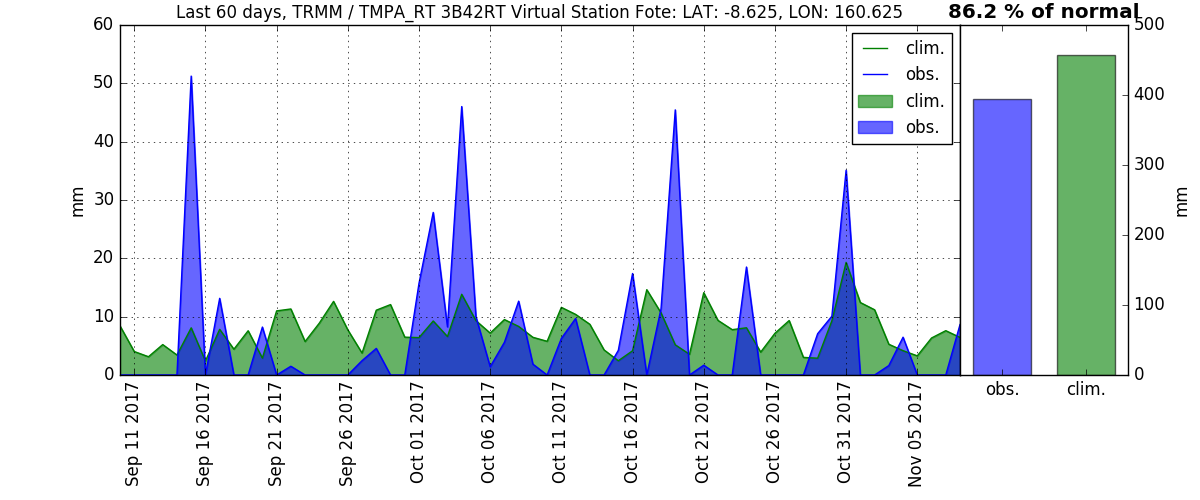 Last 60 days, TRMM / TMPA_RT 3B42RT Virtual Station Fote: LAT: -8.625, LON: 160.625
86.2 % of normal
60
50
40
30
20
10
0
mm
clim.
obs.
clim.
obs.
500
400
300
200
100
0
mm
obs.
clim.
Sep 11 2017
Sep 16 2017
Sep 21 2017
Sep 26 2017
Oct 01 2017
Oct 06 2017
Oct 11 2017
Oct 16 2017
Oct 21 2017
Oct 26 2017
Oct 31 2017
Nov 05 2017